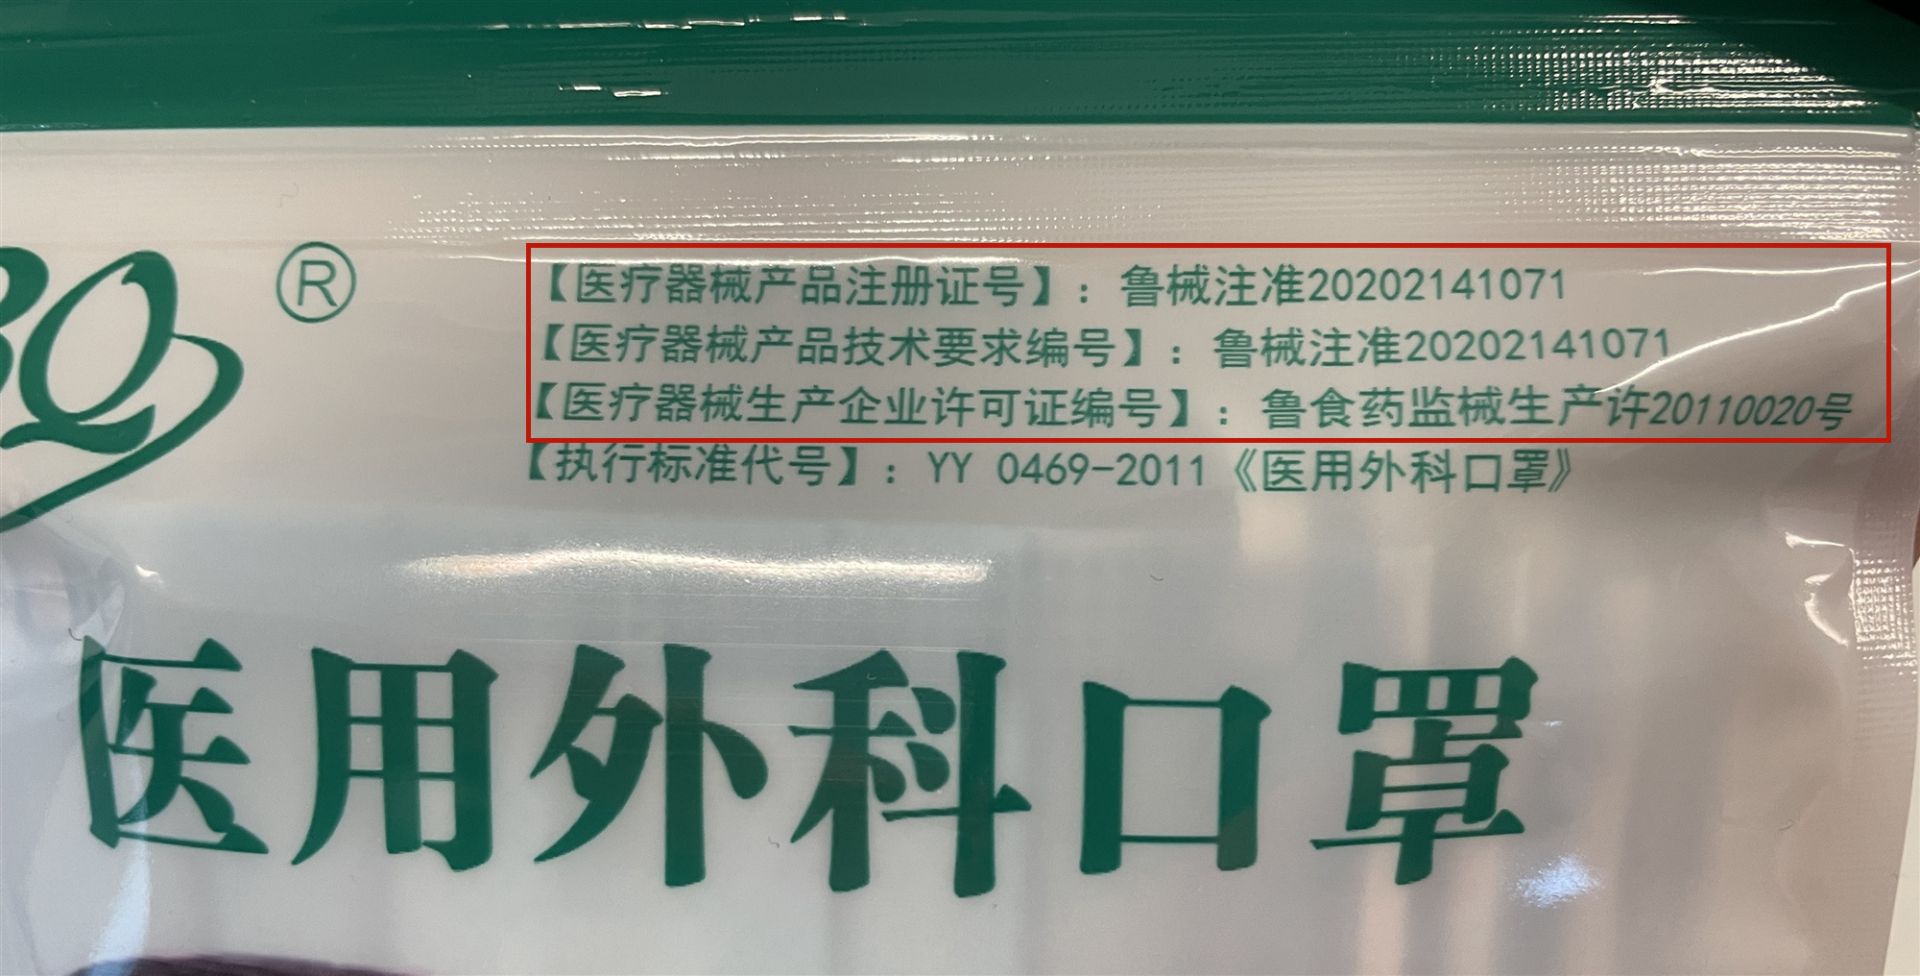 Q ®
【医疗器械产品注册证号】：鲁械注准20202141071
【医疗器械产品技术要求编号】：鲁械注准20202141071
【医疗器械生产企业许可证编号】：鲁食药监械生产许20110020号
【执行标准代号】：YY 0469-2011《医用外科口罩》
医用外科口罩